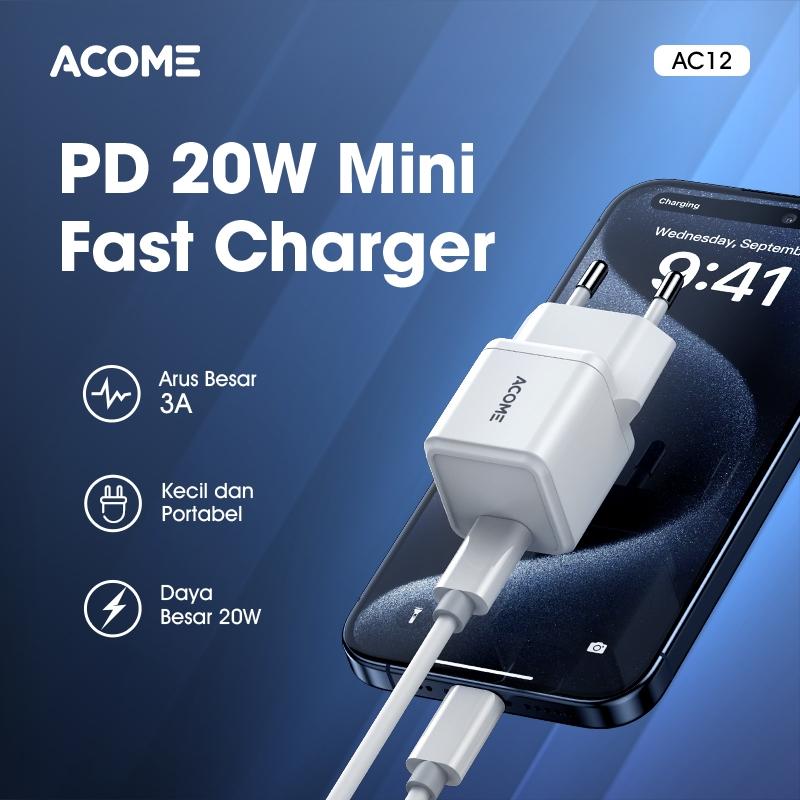 ACOME
AC12
PD 20W Mini
Fast Charger
Arus Besar
3A
Kecil dan
Portabel
Daya
Besar 20W
Charging
Wednesday, Septemb
9:41
ACOME